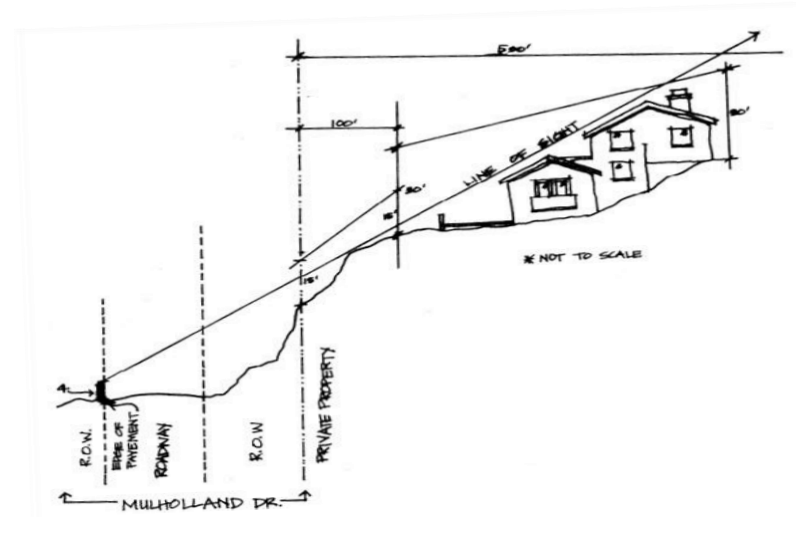 500'
100'
30'
LINE OF SIGHT
30'
15'
* NOT TO SCALE
15'
4'
R.O.W.
EDGE OF
PAVEMENT
ROADWAY
R.O.W
PRIVATE PROPERTY
MULHOLLAND DR.